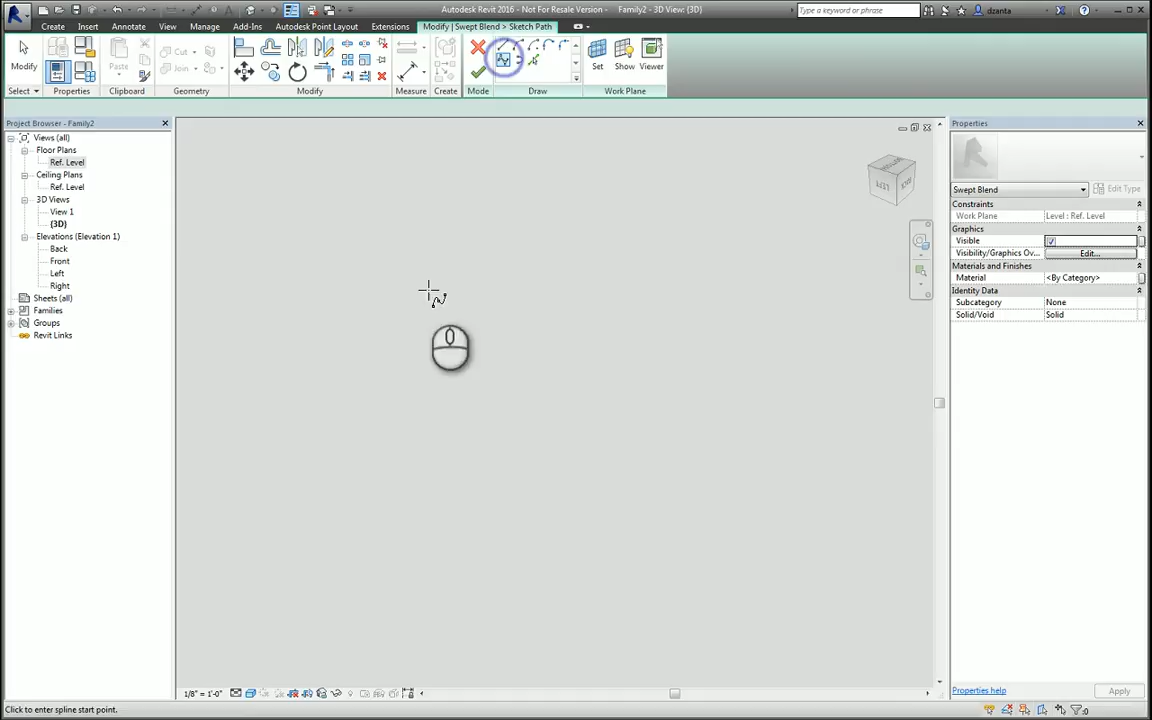 Autodesk Revit 2016 - Not For Resale Version - Family2 - 3D View: {3D}
Type a keyword or phrase
dzanta
Create
Insert
Annotate
View
Manage
Add-Ins
Autodesk Point Layout
Extensions
Modify | Swept Blend > Sketch Path
Modify
Paste
Cut
Join
Set
Show
Viewer
Select
Properties
Clipboard
Geometry
Modify
Measure
Create
Mode
Draw
Work Plane
Project Browser - Family2
Views (all)
Floor Plans
Ref. Level
Ceiling Plans
Ref. Level
3D Views
View 1
{3D}
Elevations (Elevation 1)
Back
Front
Left
Right
Sheets (all)
Families
Groups
Revit Links
LEFT
BACK
Properties
Swept Blend
Edit Type
Constraints
Work Plane
Level : Ref. Level
Graphics
Visible
Visibility/Graphics Ov...
Edit...
Materials and Finishes
Material
<By Category>
Identity Data
Subcategory
None
Solid/Void
Solid
Properties help
Apply
1/8" = 1'-0"
Click to enter spline start point.
:0